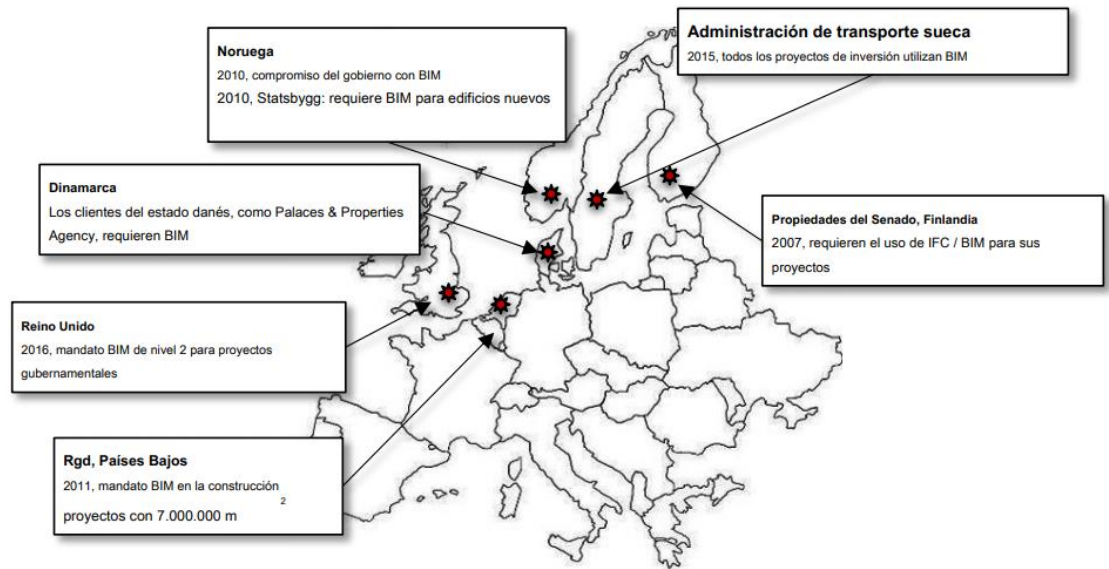 Noruega
2010, compromiso del gobierno con BIM
2010, Statsbygg: requiere BIM para edificios nuevos
Administración de transporte sueca
2015, todos los proyectos de inversión utilizan BIM
Dinamarca
Los clientes del estado danés, como Palaces & Properties
Agency, requieren BIM
Propiedades del Senado, Finlandia
2007, requieren el uso de IFC / BIM para sus
proyectos
Reino Unido
2016, mandato BIM de nivel 2 para proyectos
gubernamentales
Rgd, Países Bajos
2011, mandato BIM en la construcción
2
proyectos con 7.000.000 m